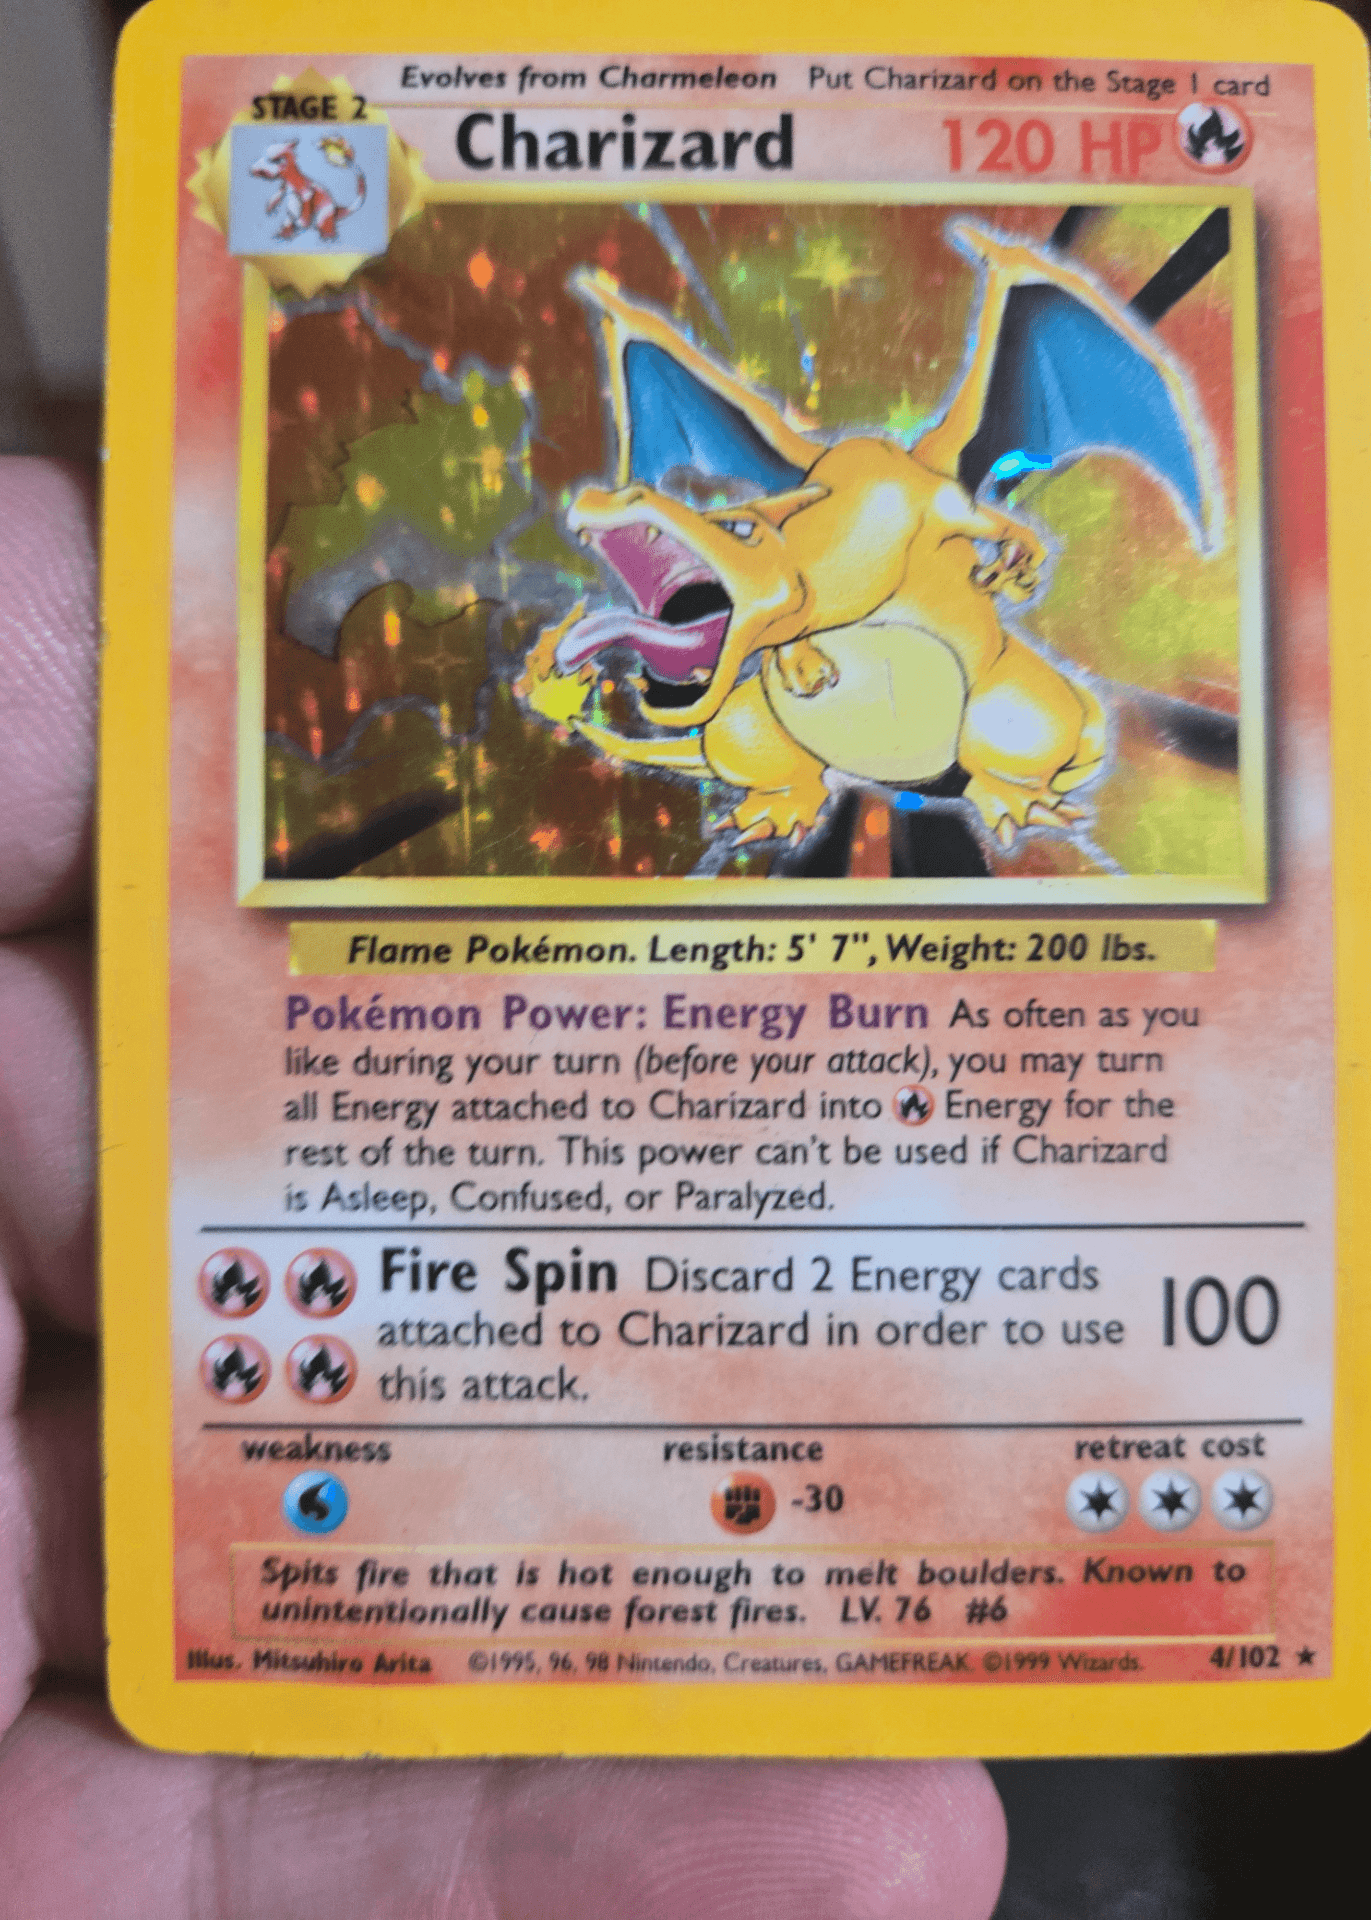 Evolves from Charmeleon Put Charizard on the Stage 1 card
STAGE 2
Charizard 120 HP
Flame Pokémon. Length: 5' 7", Weight: 200 lbs.
Pokémon Power: Energy Burn As often as you
like during your turn (before your attack), you may turn
all Energy attached to Charizard into Energy for the
rest of the turn. This power can't be used if Charizard
is Asleep, Confused, or Paralyzed.
Fire Spin Discard 2 Energy cards
attached to Charizard in order to use 100
this attack.
weakness resistance retreat cost
-30
Spits fire that is hot enough to melt boulders. Known to
unintentionally cause forest fires. LV. 76 #6
Illus. Mitsuhiro Arita ©1995, 96, 98 Nintendo, Creatures, GAMEFREAK. ©1999 Wizards. 4/102 ★